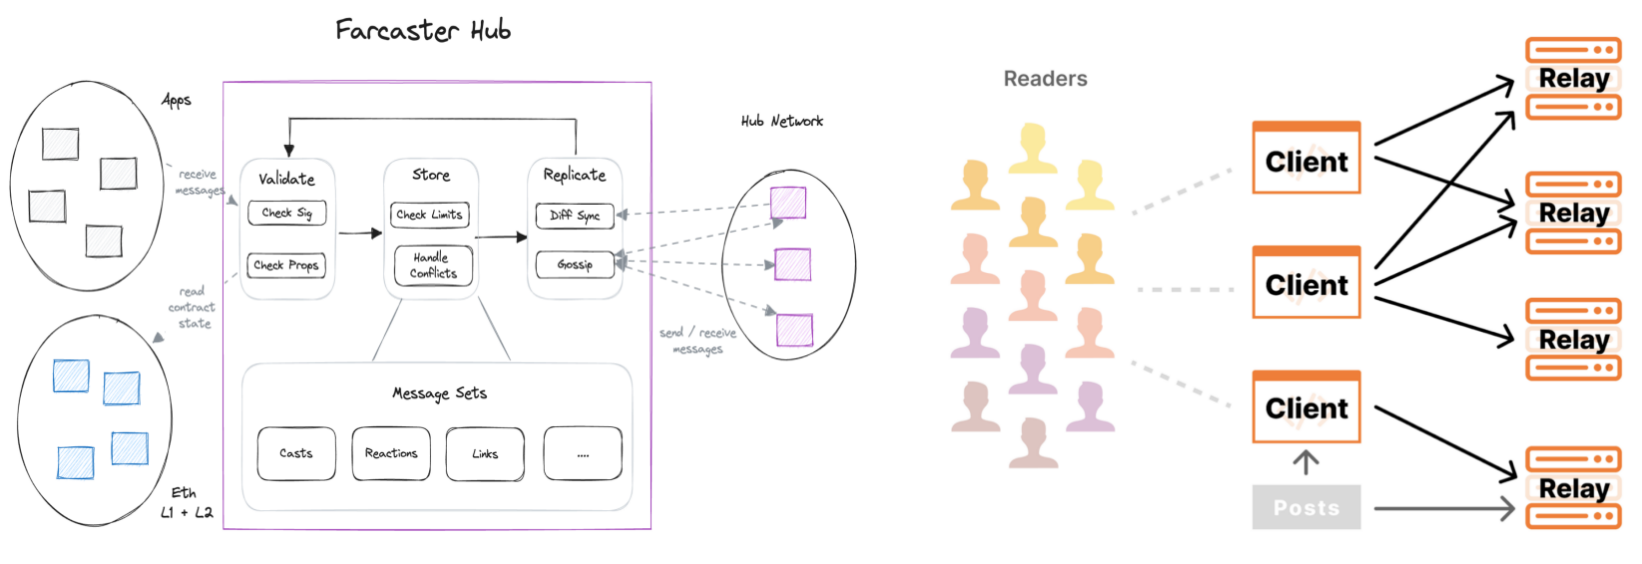 Farcaster Hub
Apps
receive
messages
read
contract
state
Eth
L1 + L2
Validate
Check Sig
Check Props
Store
Check Limits
Handle
Conflicts
Replicate
Diff Sync
Gossip
Message Sets
Casts
Reactions
Links
....
Hub Network
send / receive
messages
Readers
Client
Client
Client
Posts
Relay
Relay
Relay
Relay